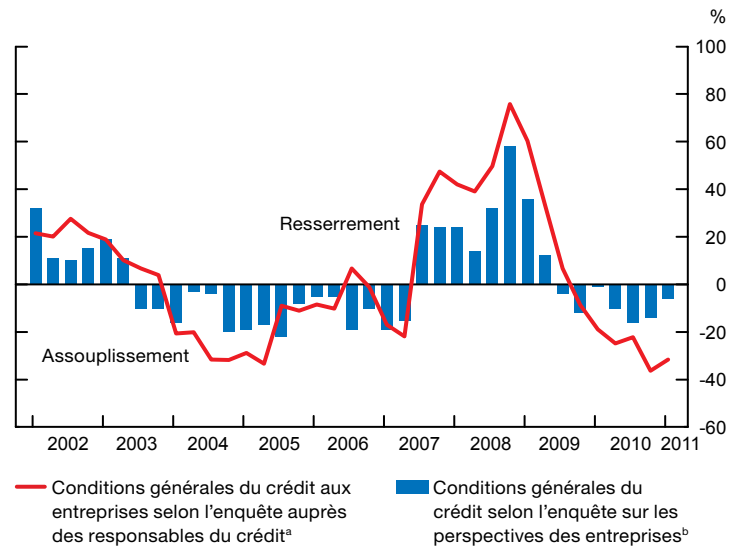 %
100
80
60
40
20
0
-20
-40
-60
Resserrement
Assouplissement
2002 2003 2004 2005 2006 2007 2008 2009 2010 2011
Conditions générales du crédit aux
entreprises selon l’enquête auprès
des responsables du créditᵃ
Conditions générales du
crédit selon l’enquête sur les
perspectives des entreprisesᵇ